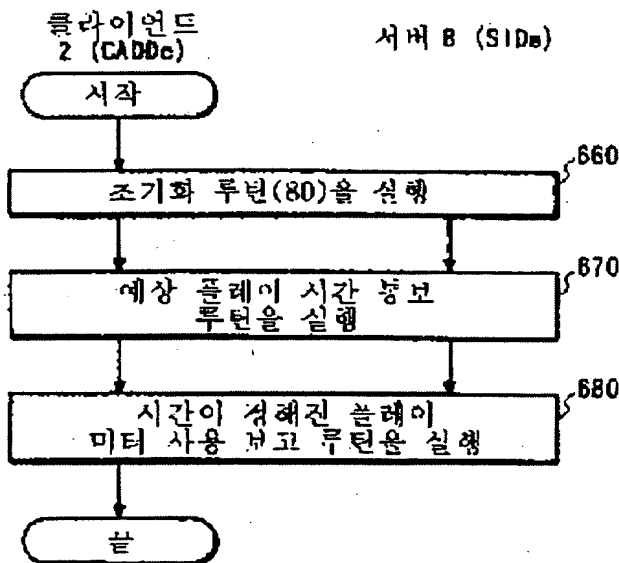 클라이언트
2 (CADDc)
서버 8 (SIDs)
시작
660
초기화 루틴(80)을 실행
670
예상 플레이 시간 통보
루틴을 실행
680
시간이 정해진 플레이
미터 사용 보고 루틴을 실행
끝